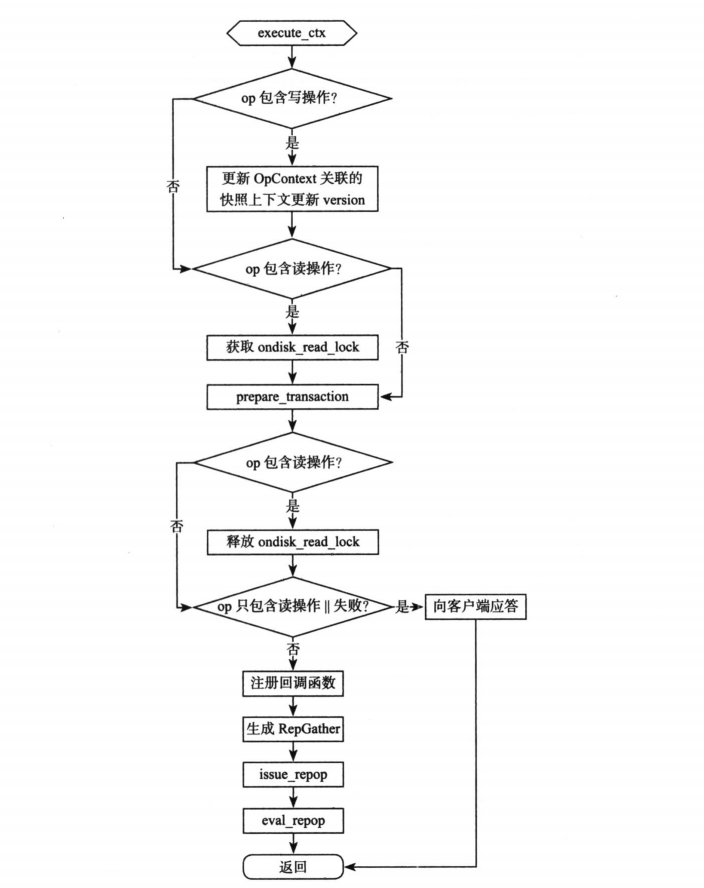 execute_ctx
op 包含写操作?
是
否
更新 OpContext 关联的
快照上下文更新 version
op 包含读操作?
是
获取 ondisk_read_lock
否
prepare_transaction
op 包含读操作?
是
否
释放 ondisk_read_lock
op 只包含读操作 || 失败?
是
向客户端应答
否
注册回调函数
生成 RepGather
issue_repop
eval_repop
返回